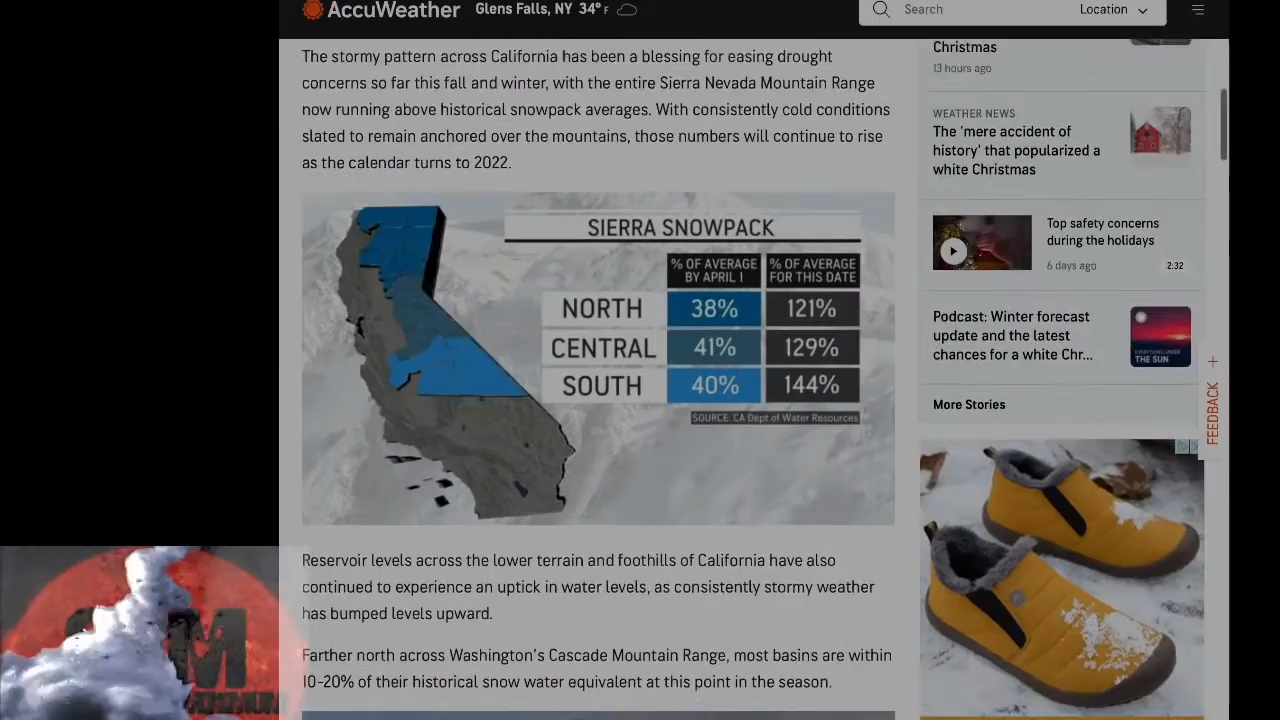 AccuWeather Glens Falls, NY 34° F
Search Location
The stormy pattern across California has been a blessing for easing drought
concerns so far this fall and winter, with the entire Sierra Nevada Mountain Range
now running above historical snowpack averages. With consistently cold conditions
slated to remain anchored over the mountains, those numbers will continue to rise
as the calendar turns to 2022.
SIERRA SNOWPACK
% OF AVERAGE BY APRIL 1
% OF AVERAGE FOR THIS DATE
NORTH 38% 121%
CENTRAL 41% 129%
SOUTH 40% 144%
SOURCE: CA Dept of Water Resources
Reservoir levels across the lower terrain and foothills of California have also
continued to experience an uptick in water levels, as consistently stormy weather
has bumped levels upward.
Farther north across Washington's Cascade Mountain Range, most basins are within
10-20% of their historical snow water equivalent at this point in the season.
Christmas
13 hours ago
WEATHER NEWS
The 'mere accident of
history' that popularized a
white Christmas
Top safety concerns
during the holidays
6 days ago 2:32
Podcast: Winter forecast
update and the latest
chances for a white Chr...
THE SUN
More Stories
FEEDBACK